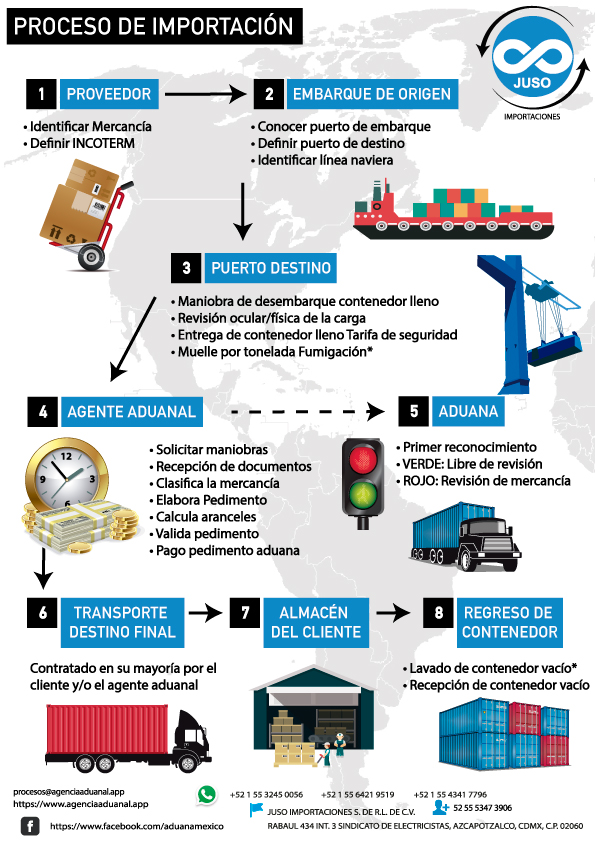 PROCESO DE IMPORTACIÓN
JUSO
IMPORTACIONES
1 PROVEEDOR
• Identificar Mercancía
• Definir INCOTERM
2 EMBARQUE DE ORIGEN
• Conocer puerto de embarque
• Definir puerto de destino
• Identificar línea naviera
3 PUERTO DESTINO
• Maniobra de desembarque contenedor lleno
• Revisión ocular/física de la carga
• Entrega de contenedor lleno Tarifa de seguridad
• Muelle por tonelada Fumigación*
4 AGENTE ADUANAL
• Solicitar maniobras
• Recepción de documentos
• Clasifica la mercancía
• Elabora Pedimento
• Calcula aranceles
• Valida pedimento
• Pago pedimento aduana
5 ADUANA
• Primer reconocimiento
• VERDE: Libre de revisión
• ROJO: Revisión de mercancía
6 TRANSPORTE
DESTINO FINAL
Contratado en su mayoría por el
cliente y/o el agente aduanal
7 ALMACÉN
DEL CLIENTE
8 REGRESO DE
CONTENEDOR
• Lavado de contenedor vacío*
• Recepción de contenedor vacío
procesos@agenciaaduanal.app
https://www.agenciaaduanal.app
https://www.facebook.com/aduanamexico
+52 1 55 3245 0056 +52 1 55 6421 9519 +52 1 55 4341 7796
JUSO IMPORTACIONES S. DE R.L. DE C.V. 52 55 5347 3906
RABAUL 434 INT. 3 SINDICATO DE ELECTRICISTAS, AZCAPOTZALCO, CDMX, C.P. 02060